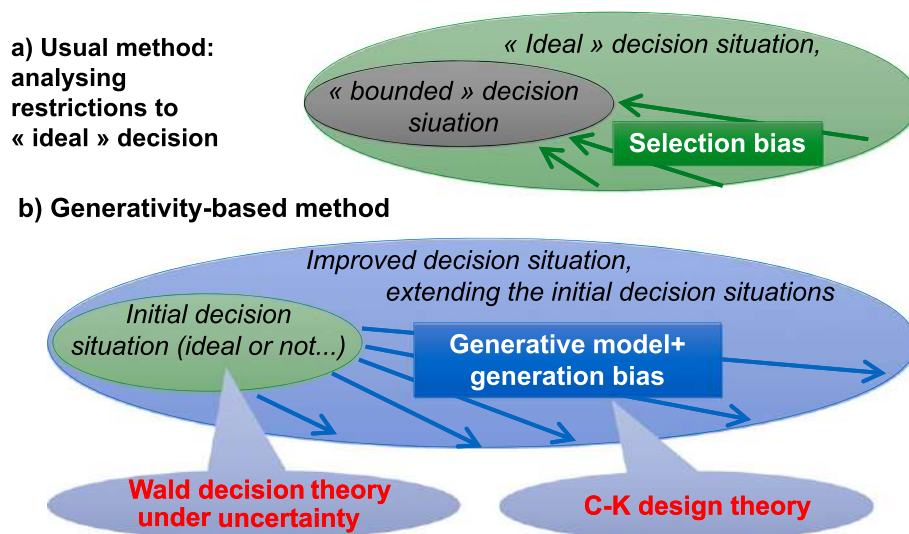 a) Usual method:
analysing
restrictions to
« ideal » decision
« Ideal » decision situation,
« bounded » decision
siuation
Selection bias
b) Generativity-based method
Improved decision situation,
extending the initial decision situations
Initial decision
situation (ideal or not...)
Generative model+
generation bias
Wald decision theory
under uncertainty
C-K design theory